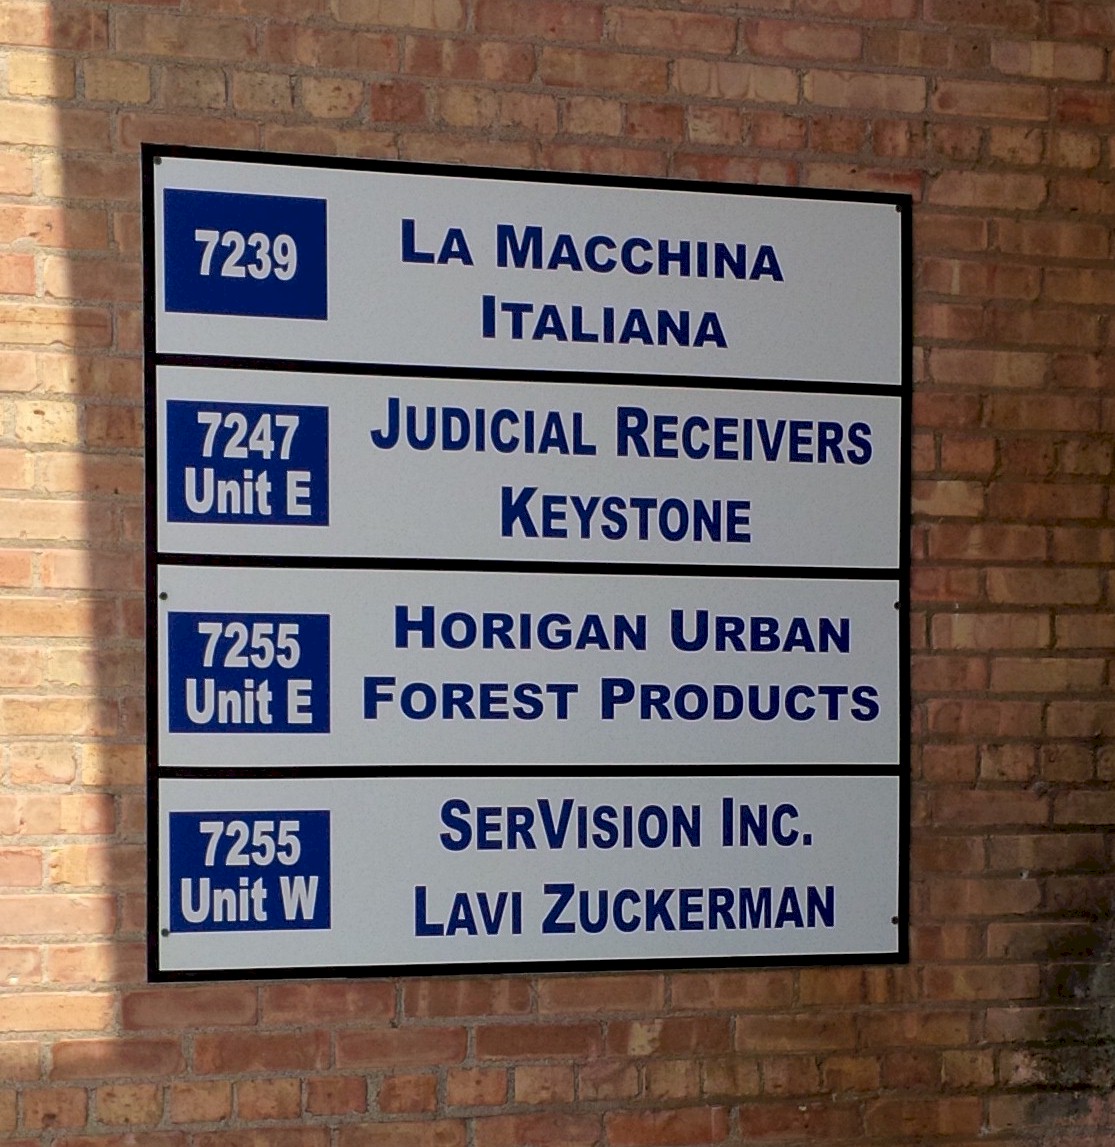 7239
La Macchina
Italiana
7247
Unit E
Judicial Receivers
Keystone
7255
Unit E
Horigan Urban
Forest Products
7255
Unit W
SerVision Inc.
Lavi Zuckerman